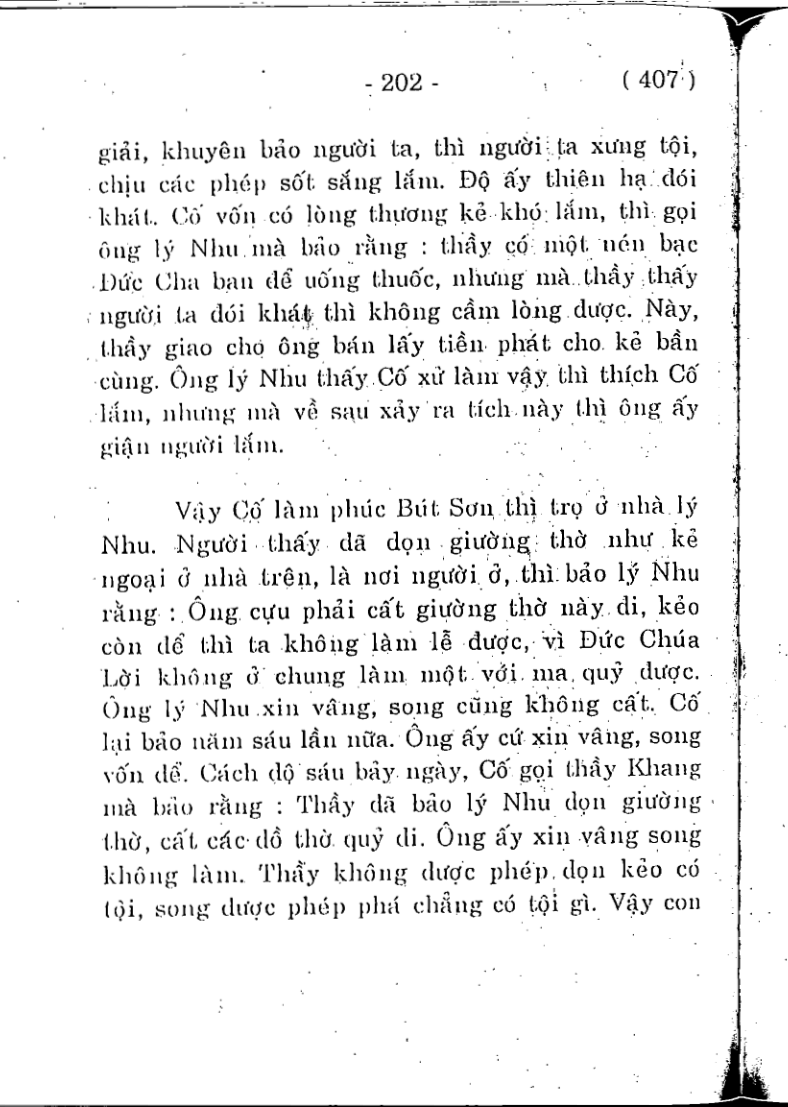 - 202 - ( 407 )
giải, khuyên bảo người ta, thì người ta xưng tội,
chịu các phép sốt sắng lắm. Độ ấy thiên hạ đói
khát. Cố vốn có lòng thương kẻ khó lắm, thì gọi
ông lý Nhu mà bảo rằng : thầy có một nén bạc
Đức Cha ban để uống thuốc, nhưng mà thầy thấy
người ta đói khát thì không cầm lòng được. Này,
thầy giao cho ông bán lấy tiền phát cho kẻ bần
cùng. Ông lý Nhu thấy Cố xử làm vậy thì thích Cố
lắm, nhưng mà về sau xảy ra tích này thì ông ấy
giận người lắm.
Vậy Cố làm phúc Bút Sơn thì trọ ở nhà lý
Nhu. Người thấy đã dọn giường thờ như kẻ
ngoại ở nhà trên, là nơi người ở, thì bảo lý Nhu
rằng : Ông cựu phải cất giường thờ này đi, kẻo
còn để thì ta không làm lễ được, vì Đức Chúa
Lời không ở chung làm một với ma quỷ được.
Ông lý Nhu xin vâng, song cũng không cất. Cố
lại bảo năm sáu lần nữa. Ông ấy cứ xin vâng, song
vốn để. Cách độ sáu bảy ngày, Cố gọi thầy Khang
mà bảo rằng : Thầy đã bảo lý Nhu dọn giường
thờ, cất các đồ thờ quỷ đi. Ông ấy xin vâng song
không làm. Thầy không được phép dọn kẻo có
tội, song được phép phá chẳng có tội gì. Vậy con